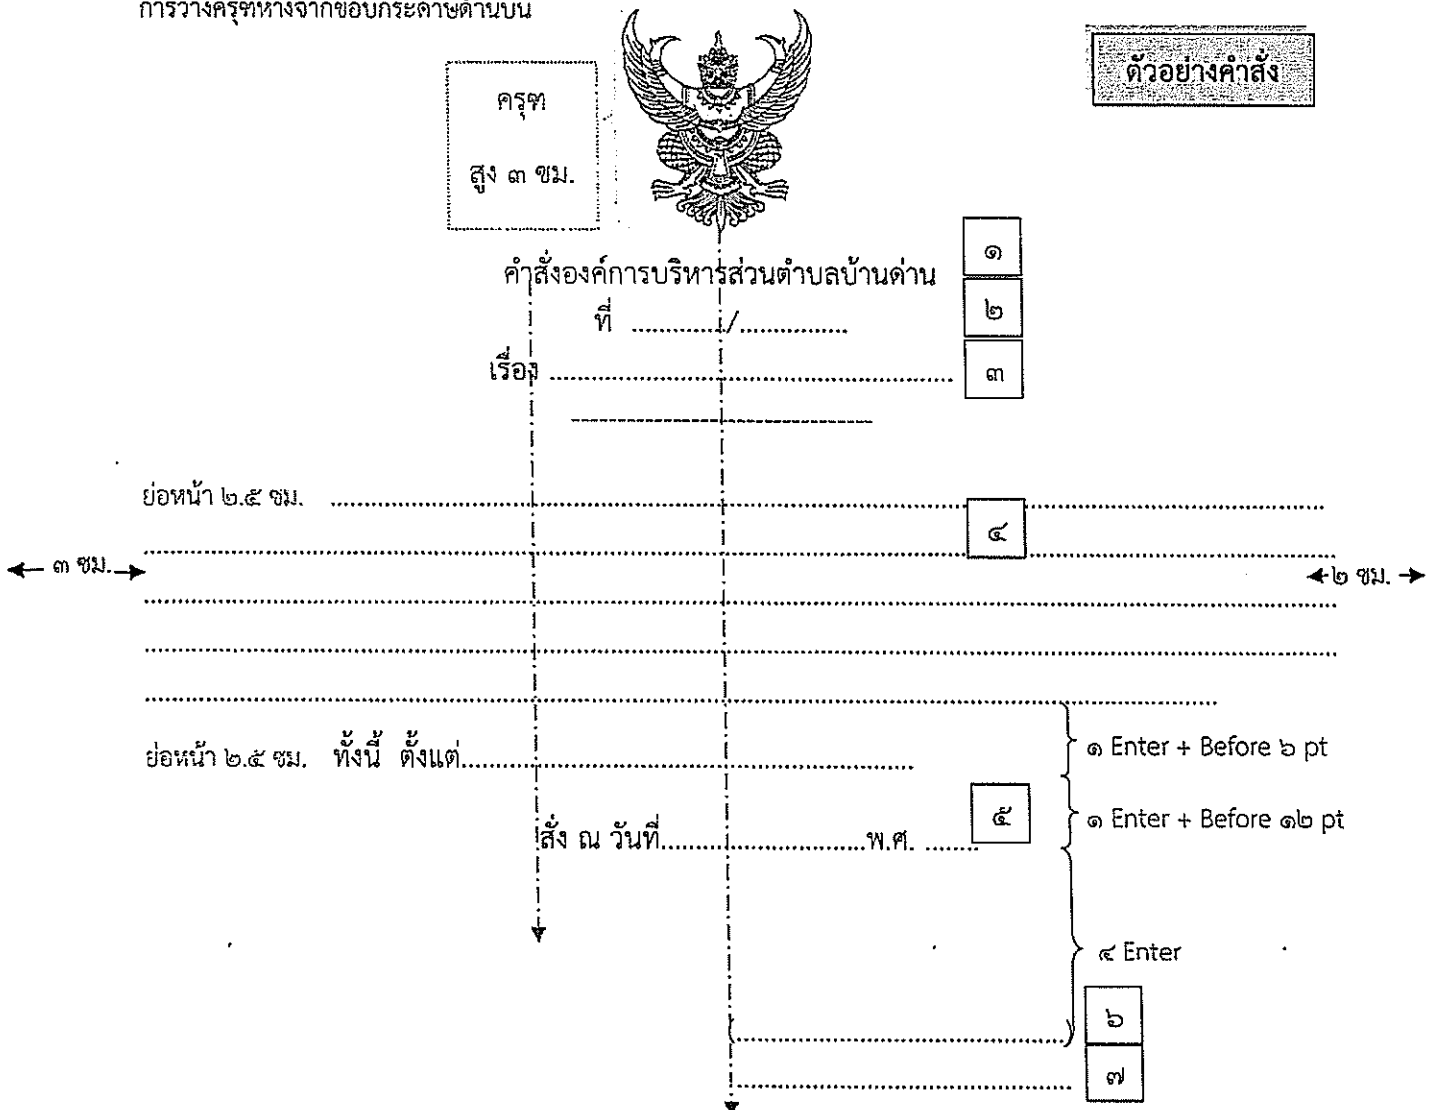 การวางครุฑห่างจากขอบกระดาษด้านบน
ตัวอย่างคำสั่ง
ครุฑ
สูง ๓ ซม.
คำสั่งองค์การบริหารส่วนตำบลบ้านด่าน ๑
ที่ ............/............... ๒
เรื่อง ........................................................ ๓
ย่อหน้า ๒.๕ ซม. ........................................................
๔
๓ ซม.
๒ ซม.
ย่อหน้า ๒.๕ ซม. ทั้งนี้ ตั้งแต่........................................................
๑ Enter + Before ๖ pt
๑ Enter + Before ๑๒ pt
สั่ง ณ วันที่.............................พ.ศ. ........ ๕
๔ Enter
(................................................) ๖
................................................ ๗